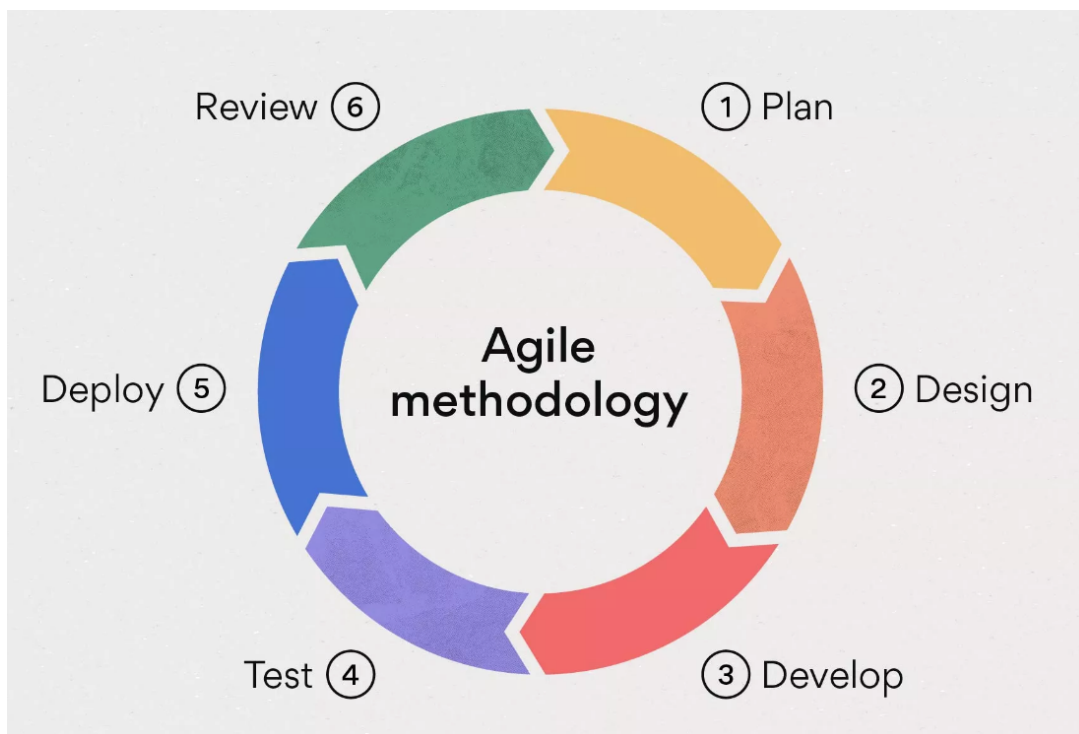 Agile
methodology
1 Plan
2 Design
3 Develop
Test 4
Deploy 5
Review 6